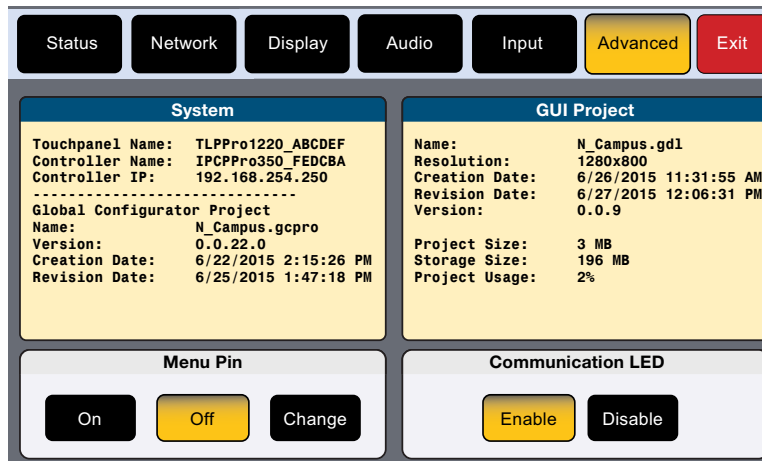 Status Network Display Audio Input Advanced Exit
System
Touchpanel Name: TLPPro1220_ABCDEF
Controller Name: IPCPPro350_FEDCBA
Controller IP: 192.168.254.250
------------------------------
Global Configurator Project
Name: N_Campus.gcpro
Version: 0.0.22.0
Creation Date: 6/22/2015 2:15:26 PM
Revision Date: 6/25/2015 1:47:18 PM
GUI Project
Name: N_Campus.gdl
Resolution: 1280x800
Creation Date: 6/26/2015 11:31:55 AM
Revision Date: 6/27/2015 12:06:31 PM
Version: 0.0.9
Project Size: 3 MB
Storage Size: 196 MB
Project Usage: 2%
Menu Pin
On Off Change
Communication LED
Enable Disable